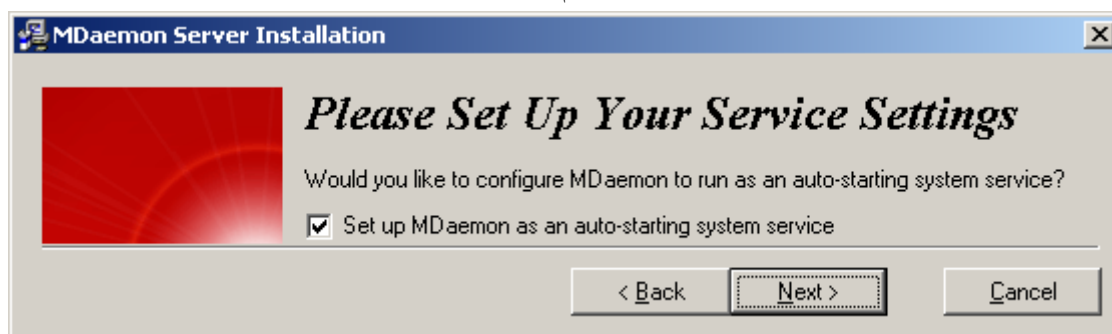 MDaemon Server Installation
Please Set Up Your Service Settings
Would you like to configure MDaemon to run as an auto-starting system service?
Set up MDaemon as an auto-starting system service
< Back Next > Cancel